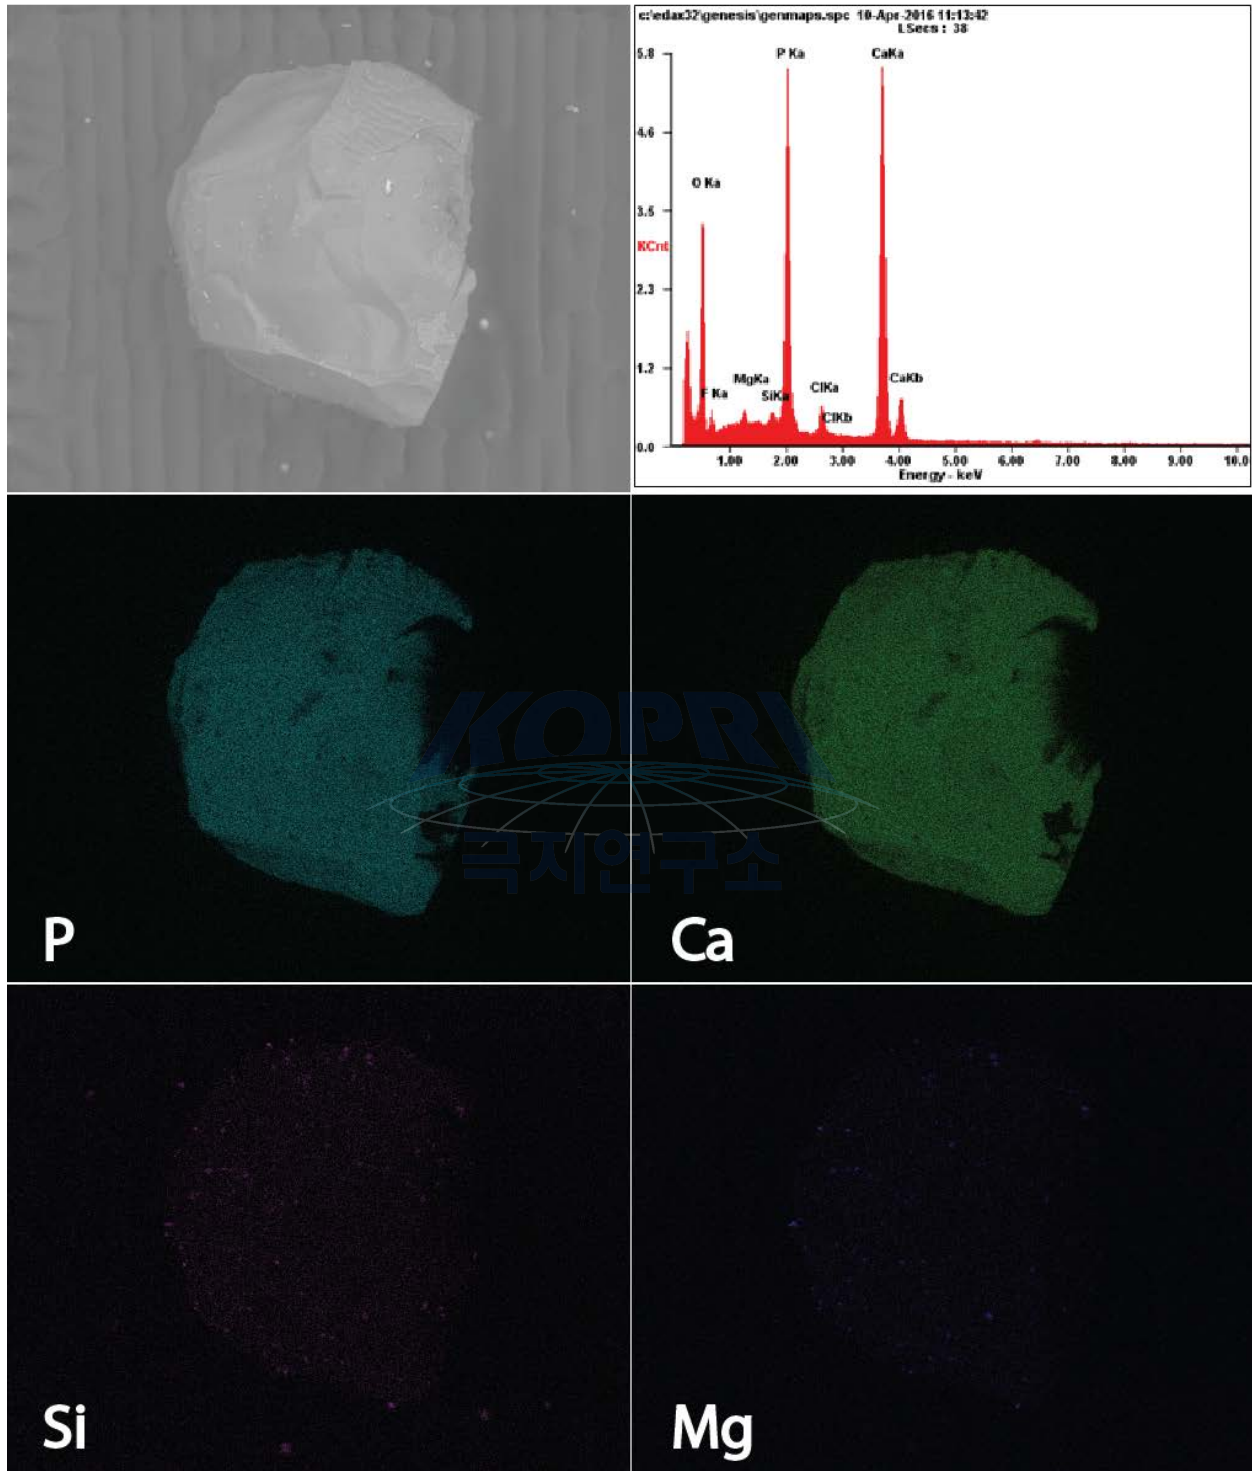 c:\edax32\genesis\genmaps.spc 10-Apr-2016 11:13:42
LSecs : 38
5.8
4.6
3.5
KCnt
2.3
1.2
0.0
P Ka
CaKa
O Ka
F Ka
MgKa
SiKa
ClKa
ClKb
CaKb
1.00 2.00 3.00 4.00 5.00 6.00 7.00 8.00 9.00 10.0
Energy - keV
P
Ca
KOPRI
극지연구소
Si
Mg